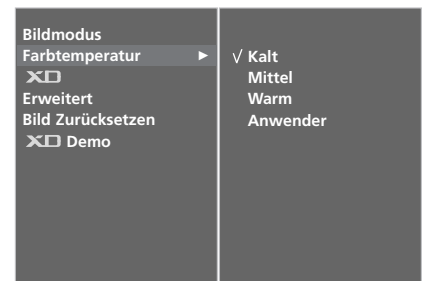 Bildmodus
Farbtemperatur ►
XD
Erweitert
Bild Zurücksetzen
XD Demo
√ Kalt
Mittel
Warm
Anwender